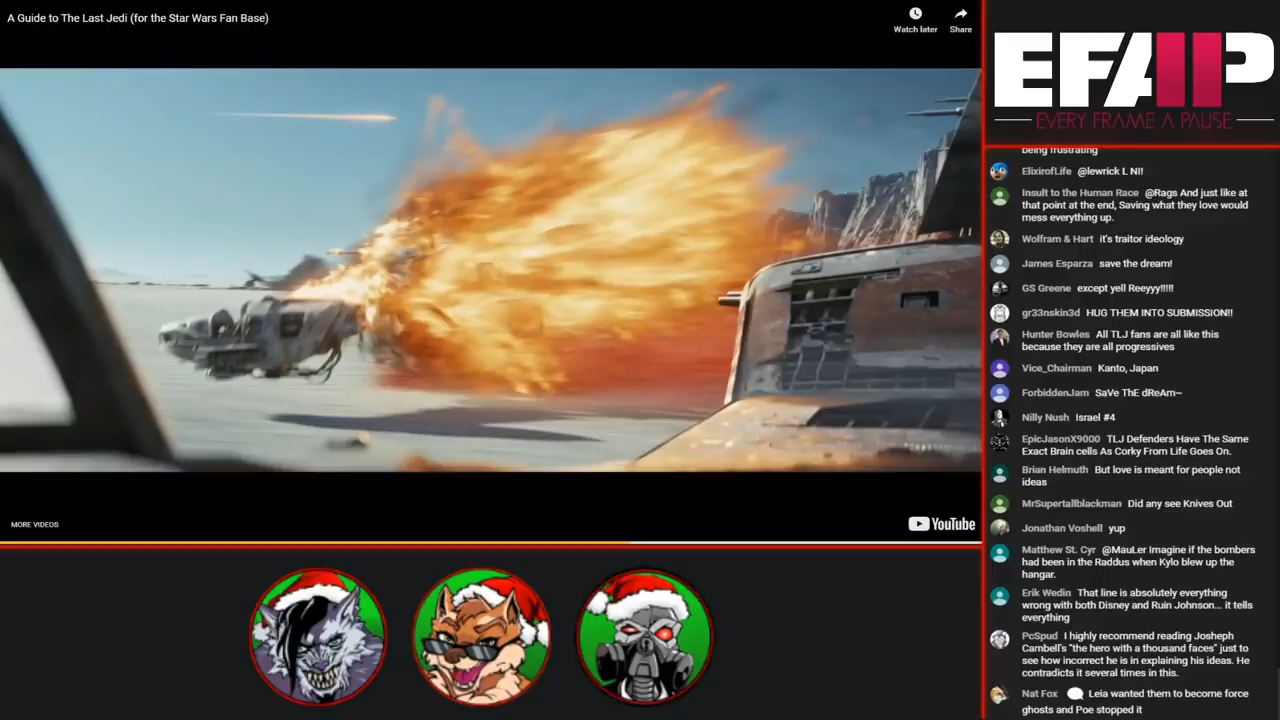 A Guide to The Last Jedi (for the Star Wars Fan Base)
Watch later
Share
MORE VIDEOS
YouTube
EFAP
EVERY FRAME A PAUSE
being frustrating
ElixirofLife @lewrick L N!!
Insult to the Human Race @Rags And just like at
that point at the end, Saving what they love would
mess everything up.
Wolfram & Hart it's traitor ideology
James Esparza save the dream!
GS Greene except yell Reeyyy!!!!!
gr33nskin3d HUG THEM INTO SUBMISSION!!
Hunter Bowles All TLJ fans are all like this
because they are all progressives
Vice_Chairman Kanto, Japan
ForbiddenJam SaVe ThE dReAm~
Nilly Nush Israel #4
EpicJasonX9000 TLJ Defenders Have The Same
Exact Brain cells As Corky From Life Goes On.
Brian Helmuth But love is meant for people not
ideas
MrSupertallblackman Did any see Knives Out
Jonathan Voshell yup
Matthew St. Cyr @MauLer Imagine if the bombers
had been in the Raddus when Kylo blew up the
hangar.
Erik Wedin That line is absolutely everything
wrong with both Disney and Ruin Johnson... it tells
everything
PcSpud I highly recommend reading Josheph
Cambell's "the hero with a thousand faces" just to
see how incorrect he is in explaining his ideas. He
contradicts it several times in this.
Nat Fox Leia wanted them to become force
ghosts and Poe stopped it